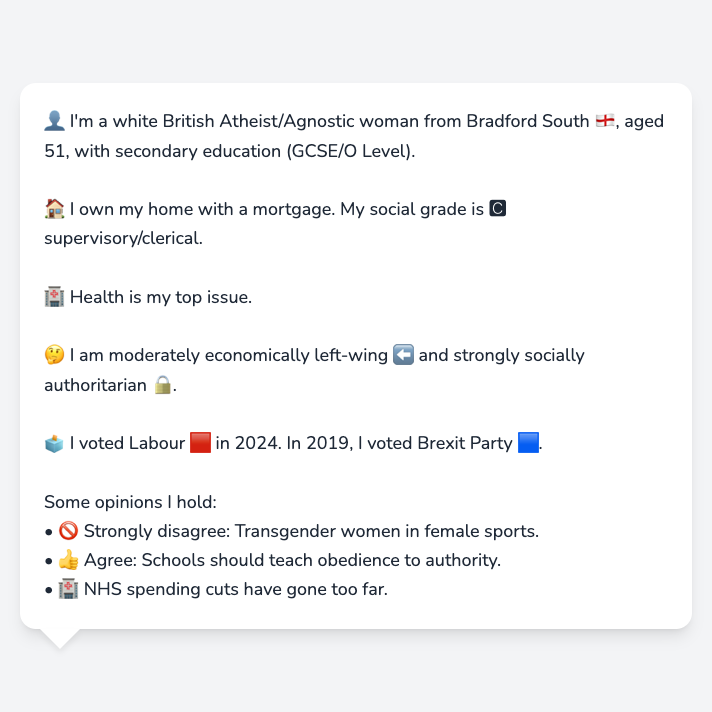 👤 I'm a white British Atheist/Agnostic woman from Bradford South 🏴󠁧󠁢󠁥󠁮󠁧󠁿, aged
51, with secondary education (GCSE/O Level).
🏠 I own my home with a mortgage. My social grade is 🅲
supervisory/clerical.
🏥 Health is my top issue.
🤔 I am moderately economically left-wing ⬅️ and strongly socially
authoritarian 🔒.
🗳️ I voted Labour 🟥 in 2024. In 2019, I voted Brexit Party 🟦.
Some opinions I hold:
• 🚫 Strongly disagree: Transgender women in female sports.
• 👍 Agree: Schools should teach obedience to authority.
• 🏥 NHS spending cuts have gone too far.